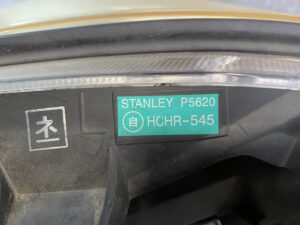 STANLEY P5620
自 HCHR-545
ネ